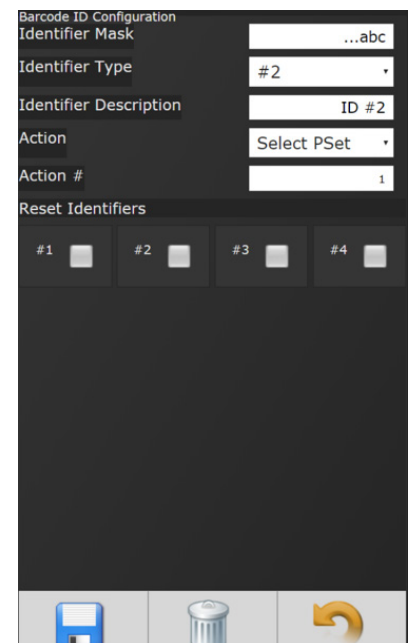 Barcode ID Configuration
Identifier Mask ...abc
Identifier Type #2
Identifier Description ID #2
Action Select PSet
Action # 1
Reset Identifiers
#1 #2 #3 #4